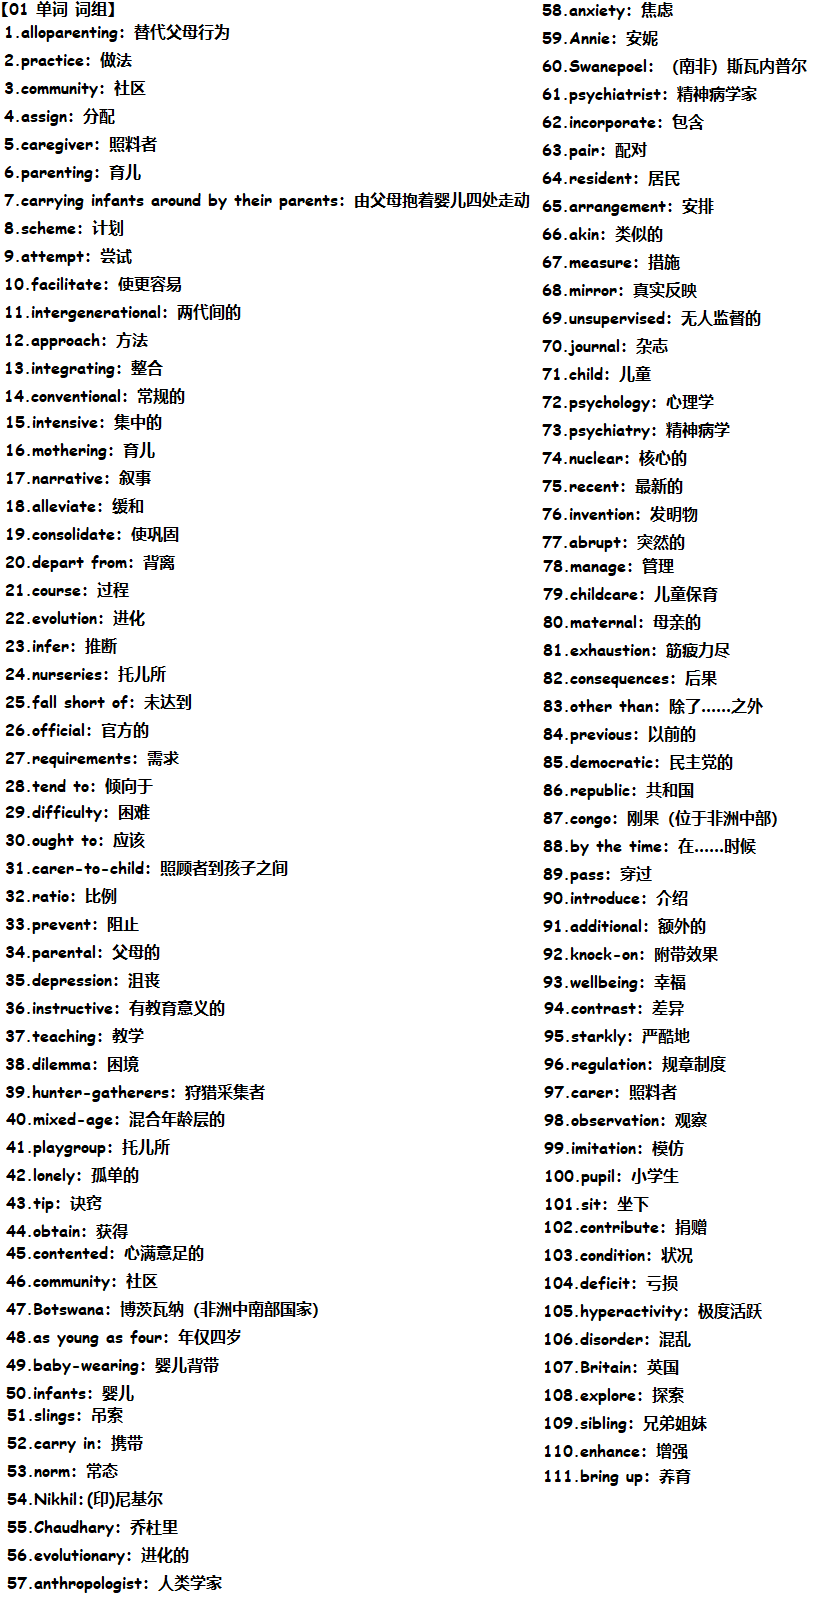 【01 单词 词组】
1.alloparenting：替代父母行为
2.practice：做法
3.community：社区
4.assign：分配
5.caregiver：照料者
6.parenting：育儿
7.carrying infants around by their parents：由父母抱着婴儿四处走动
8.scheme：计划
9.attempt：尝试
10.facilitate：使更容易
11.intergenerational：两代间的
12.approach：方法
13.integrating：整合
14.conventional：常规的
15.intensive：集中的
16.mothering：育儿
17.narrative：叙事
18.alleviate：缓和
19.consolidate：使巩固
20.depart from：背离
21.course：过程
22.evolution：进化
23.infer：推断
24.nurseries：托儿所
25.fall short of：未达到
26.official：官方的
27.requirements：需求
28.tend to：倾向于
29.difficulty：困难
30.ought to：应该
31.carer-to-child：照顾者到孩子之间
32.ratio：比例
33.prevent：阻止
34.parental：父母的
35.depression：沮丧
36.instructive：有教育意义的
37.teaching：教学
38.dilemma：困境
39.hunter-gatherers：狩猎采集者
40.mixed-age：混合年龄层的
41.playgroup：托儿所
42.lonely：孤单的
43.tip：诀窍
44.obtain：获得
45.contented：心满意足的
46.community：社区
47.Botswana：博茨瓦纳（非洲中南部国家）
48.as young as four：年仅四岁
49.baby-wearing：婴儿背带
50.infants：婴儿
51.slings：吊索
52.carry in：携带
53.norm：常态
54.Nikhil：(印)尼基尔
55.Chaudhary：乔杜里
56.evolutionary：进化的
57.anthropologist：人类学家
58.anxiety：焦虑
59.Annie：安妮
60.Swanepoel：（南非）斯瓦内普尔
61.psychiatrist：精神病学家
62.incorporate：包含
63.pair：配对
64.resident：居民
65.arrangement：安排
66.akin：类似的
67.measure：措施
68.mirror：真实反映
69.unsupervised：无人监督的
70.journal：杂志
71.child：儿童
72.psychology：心理学
73.psychiatry：精神病学
74.nuclear：核心的
75.recent：最新的
76.invention：发明物
77.abrupt：突然的
78.manage：管理
79.childcare：儿童保育
80.maternal：母亲的
81.exhaustion：筋疲力尽
82.consequences：后果
83.other than：除了……之外
84.previous：以前的
85.democratic：民主党的
86.republic：共和国
87.congo：刚果（位于非洲中部）
88.by the time：在……时候
89.pass：穿过
90.introduce：介绍
91.additional：额外的
92.knock-on：附带效果
93.wellbeing：幸福
94.contrast：差异
95.starkly：严酷地
96.regulation：规章制度
97.carer：照料者
98.observation：观察
99.imitation：模仿
100.pupil：小学生
101.sit：坐下
102.contribute：捐赠
103.condition：状况
104.deficit：亏损
105.hyperactivity：极度活跃
106.disorder：混乱
107.Britain：英国
108.explore：探索
109.sibling：兄弟姐妹
110.enhance：增强
111.bring up：养育